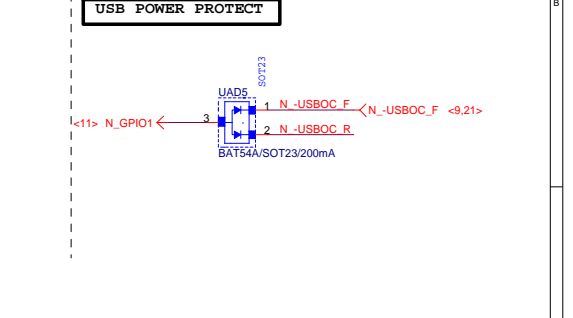 USB POWER PROTECT
B
SOT23
UAD5
1 N_-USBOC_F N_-USBOC_F <9,21>
<11> N_GPIO1 3
2 N_-USBOC_R
BAT54A/SOT23/200mA